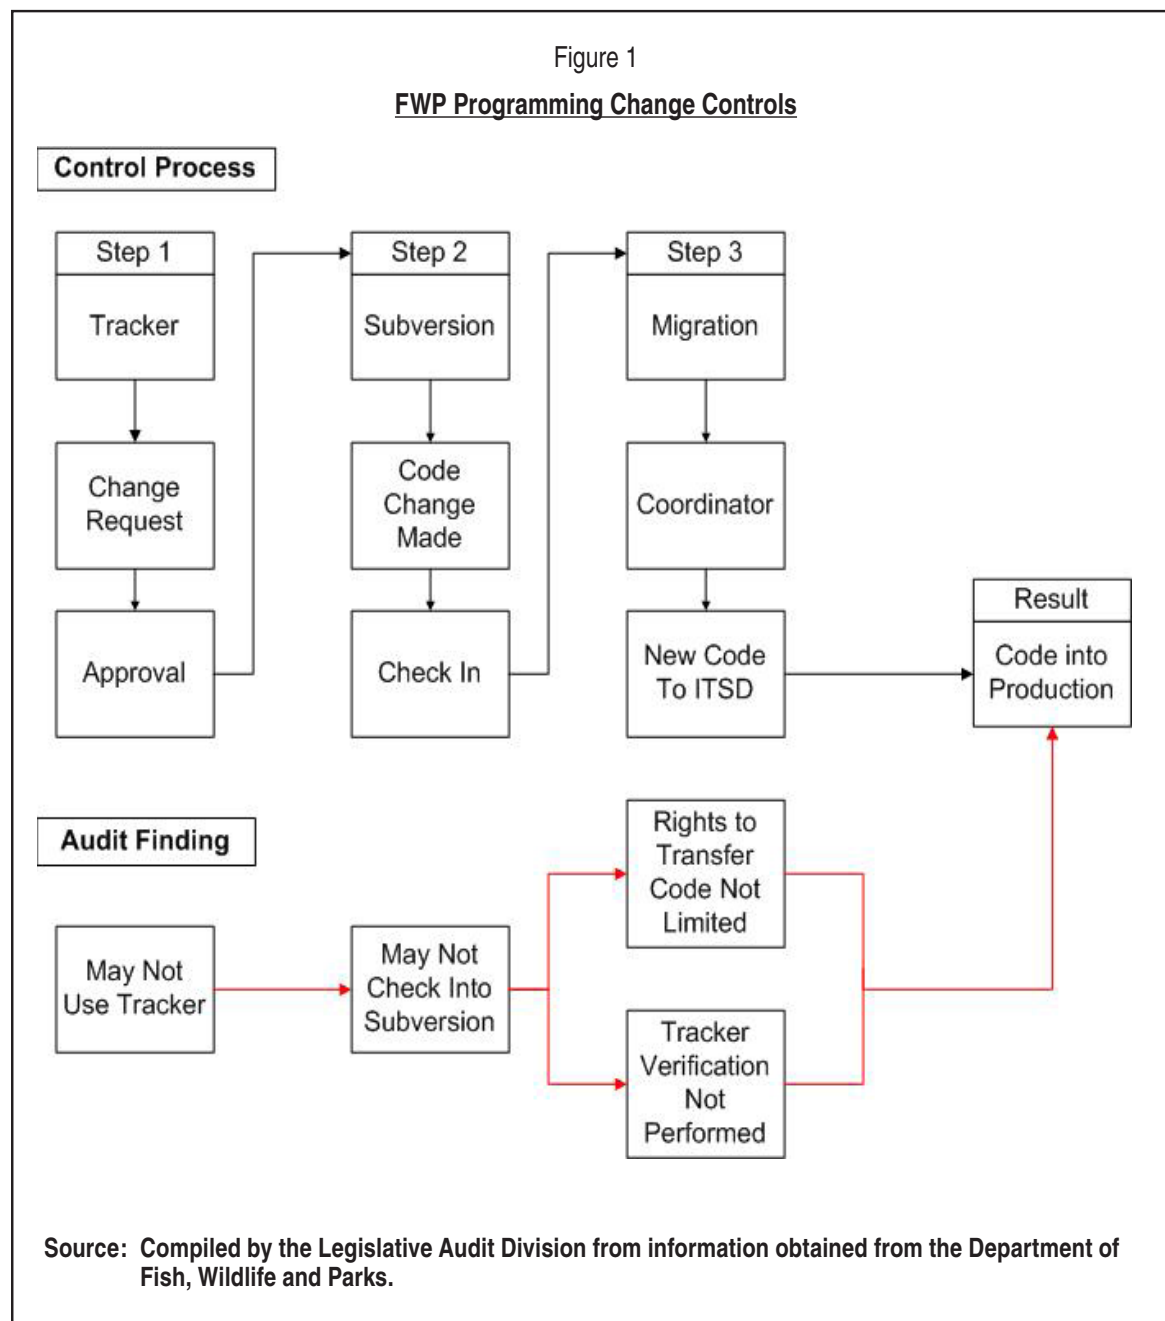 Figure 1
FWP Programming Change Controls
Control Process
Step 1
Tracker
Change
Request
Approval
Step 2
Subversion
Code
Change
Made
Check In
Step 3
Migration
Coordinator
New Code
To ITSD
Result
Code into
Production
Audit Finding
May Not
Use Tracker
May Not
Check Into
Subversion
Rights to
Transfer
Code Not
Limited
Tracker
Verification
Not
Performed
Source: Compiled by the Legislative Audit Division from information obtained from the Department of
Fish, Wildlife and Parks.